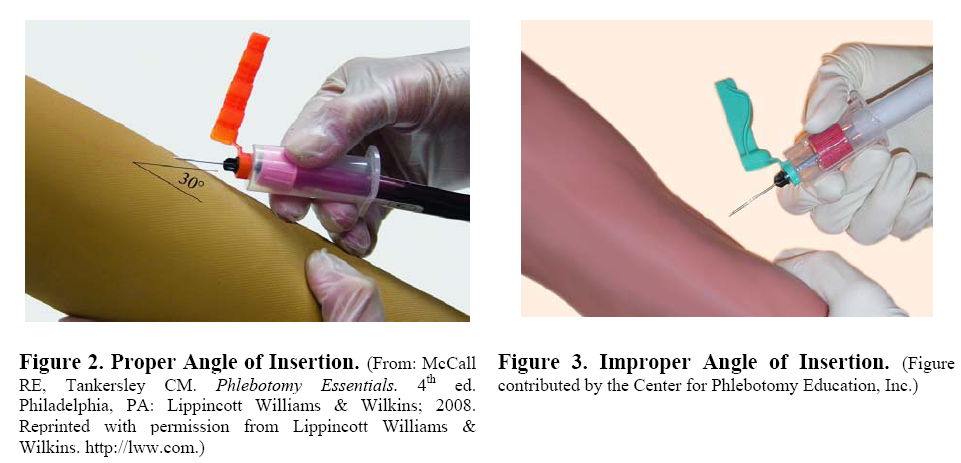 30°
Figure 2. Proper Angle of Insertion. (From: McCall
RE, Tankersley CM. Phlebotomy Essentials. 4th ed.
Philadelphia, PA: Lippincott Williams & Wilkins; 2008.
Reprinted with permission from Lippincott Williams &
Wilkins. http://lww.com.)
Figure 3. Improper Angle of Insertion. (Figure
contributed by the Center for Phlebotomy Education, Inc.)